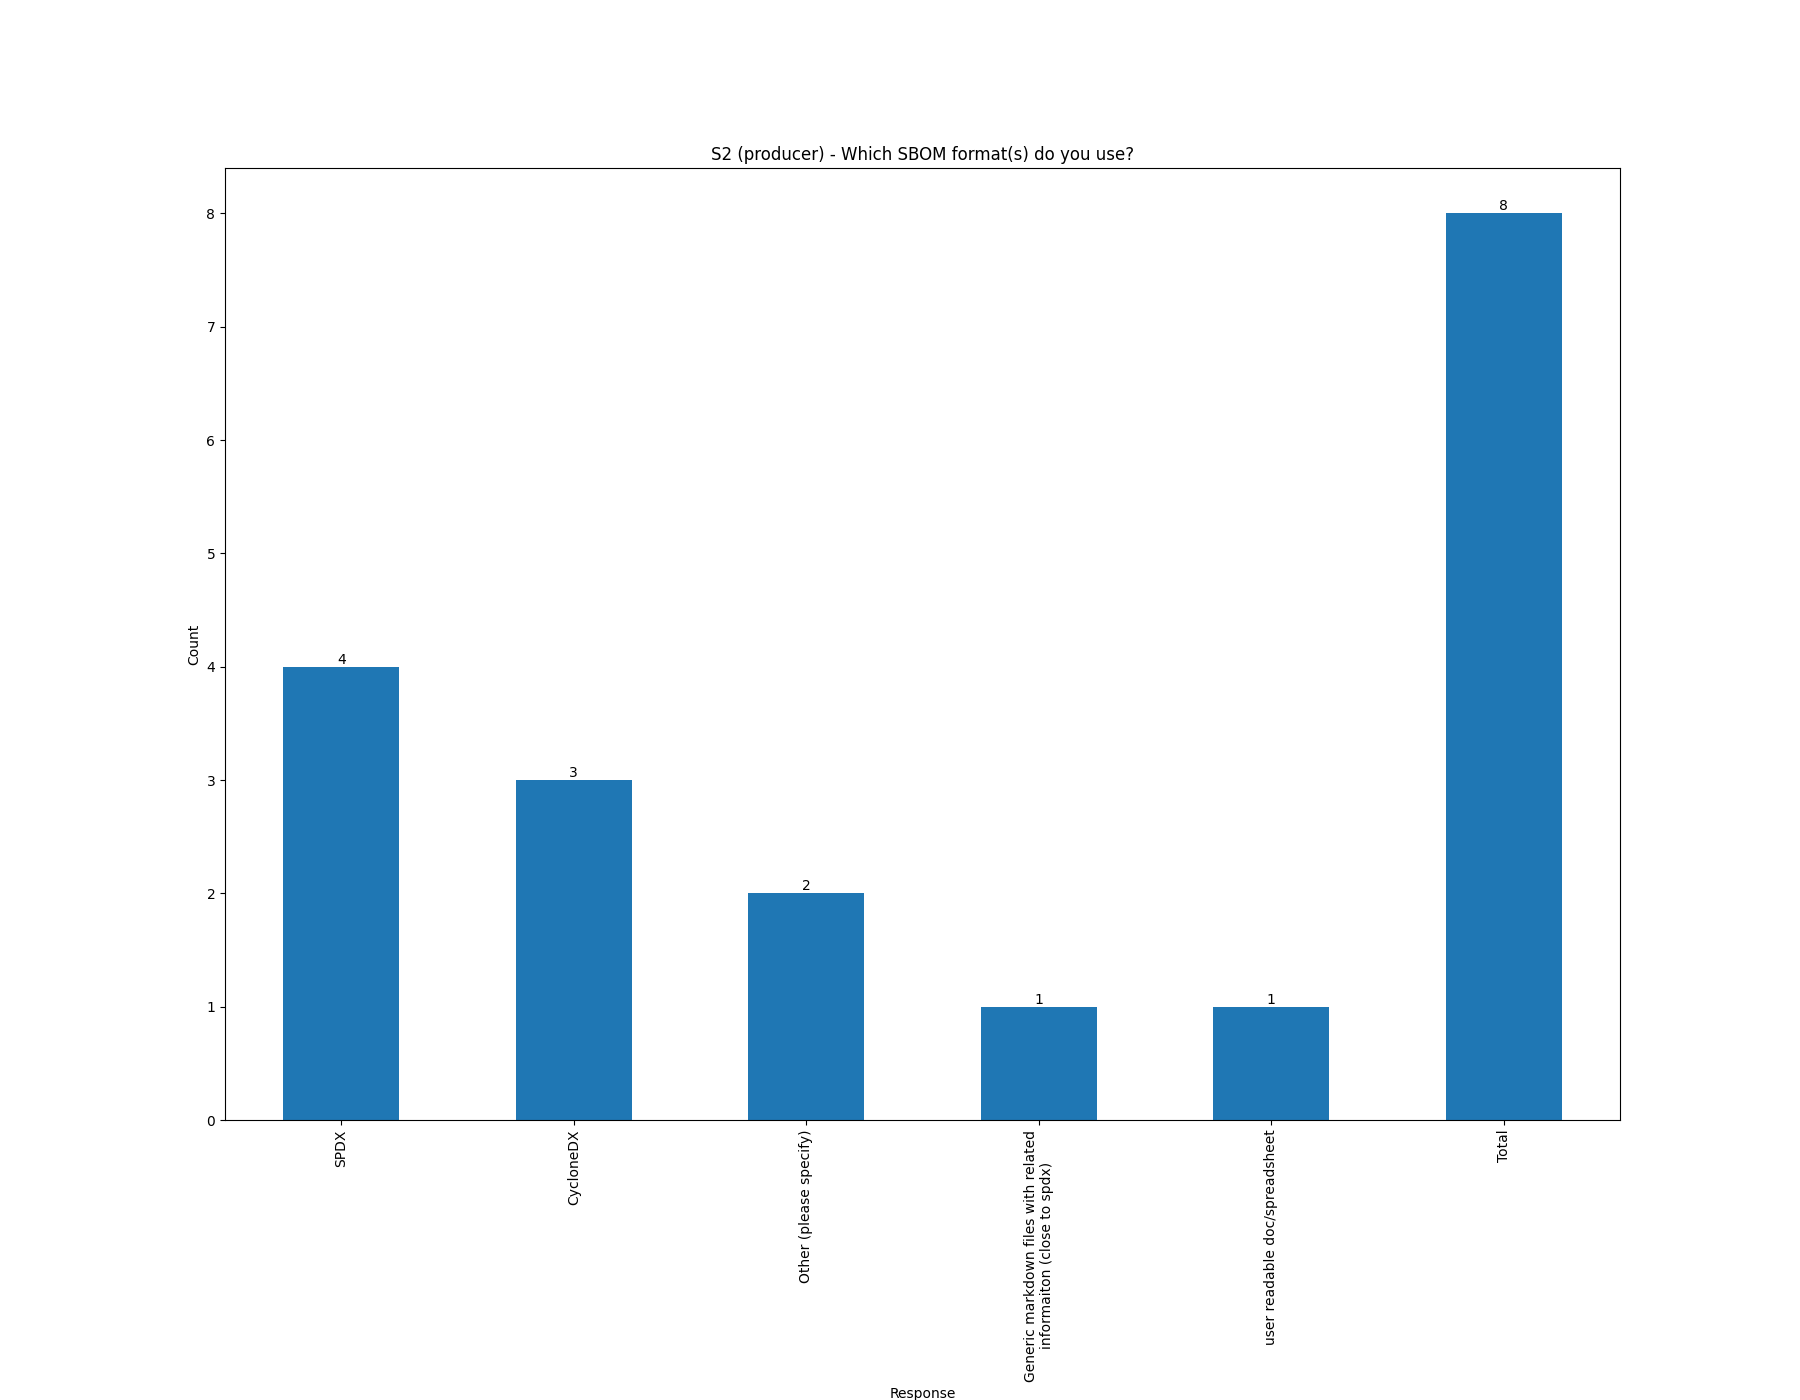 S2 (producer) - Which SBOM format(s) do you use?
Count
8
7
6
5
4
3
2
1
0
4
3
2
1
1
8
SPDX
CycloneDX
Other (please specify)
Generic markdown files with related
informaiton (close to spdx)
user readable doc/spreadsheet
Total
Response